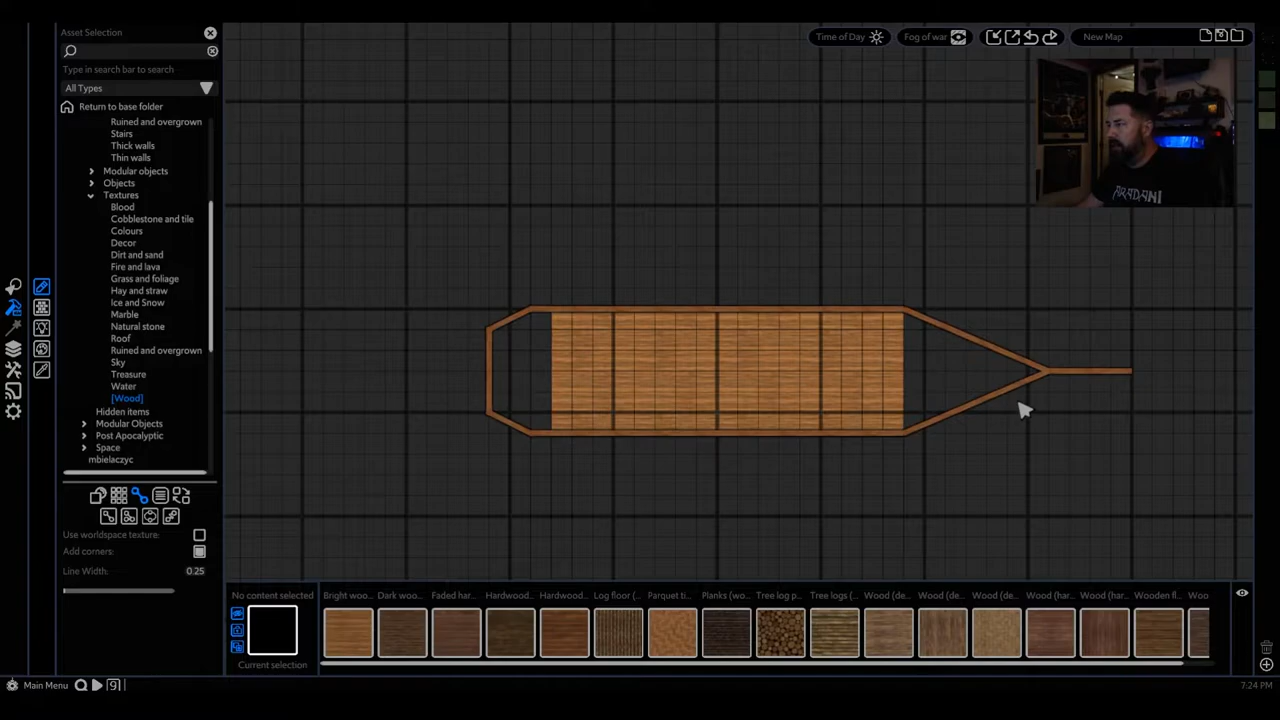 Asset Selection
Type in search bar to search
All Types
Return to base folder
Ruined and overgrown
Stairs
Thick walls
Thin walls
Modular objects
Objects
Textures
Blood
Cobblestone and tile
Colours
Decor
Dirt and sand
Fire and lava
Grass and foliage
Hay and straw
Ice and Snow
Marble
Natural stone
Roof
Ruined and overgrown
Sky
Treasure
Water
[Wood]
Hidden items
Modular Objects
Post Apocalyptic
Space
mbielaczyc
Use worldspace texture:
Add corners:
Line Width: 0.25
Time of Day
Fog of war
New Map
ARADANI
No content selected
Current selection
Bright woo... Dark woo... Faded har... Hardwood... Hardwood... Log floor (... Parquet ti... Planks (wo... Tree log p... Tree logs (... Wood (de... Wood (de... Wood (de... Wood (har... Wood (har... Wooden fl... Woo
Main Menu
7:24 PM